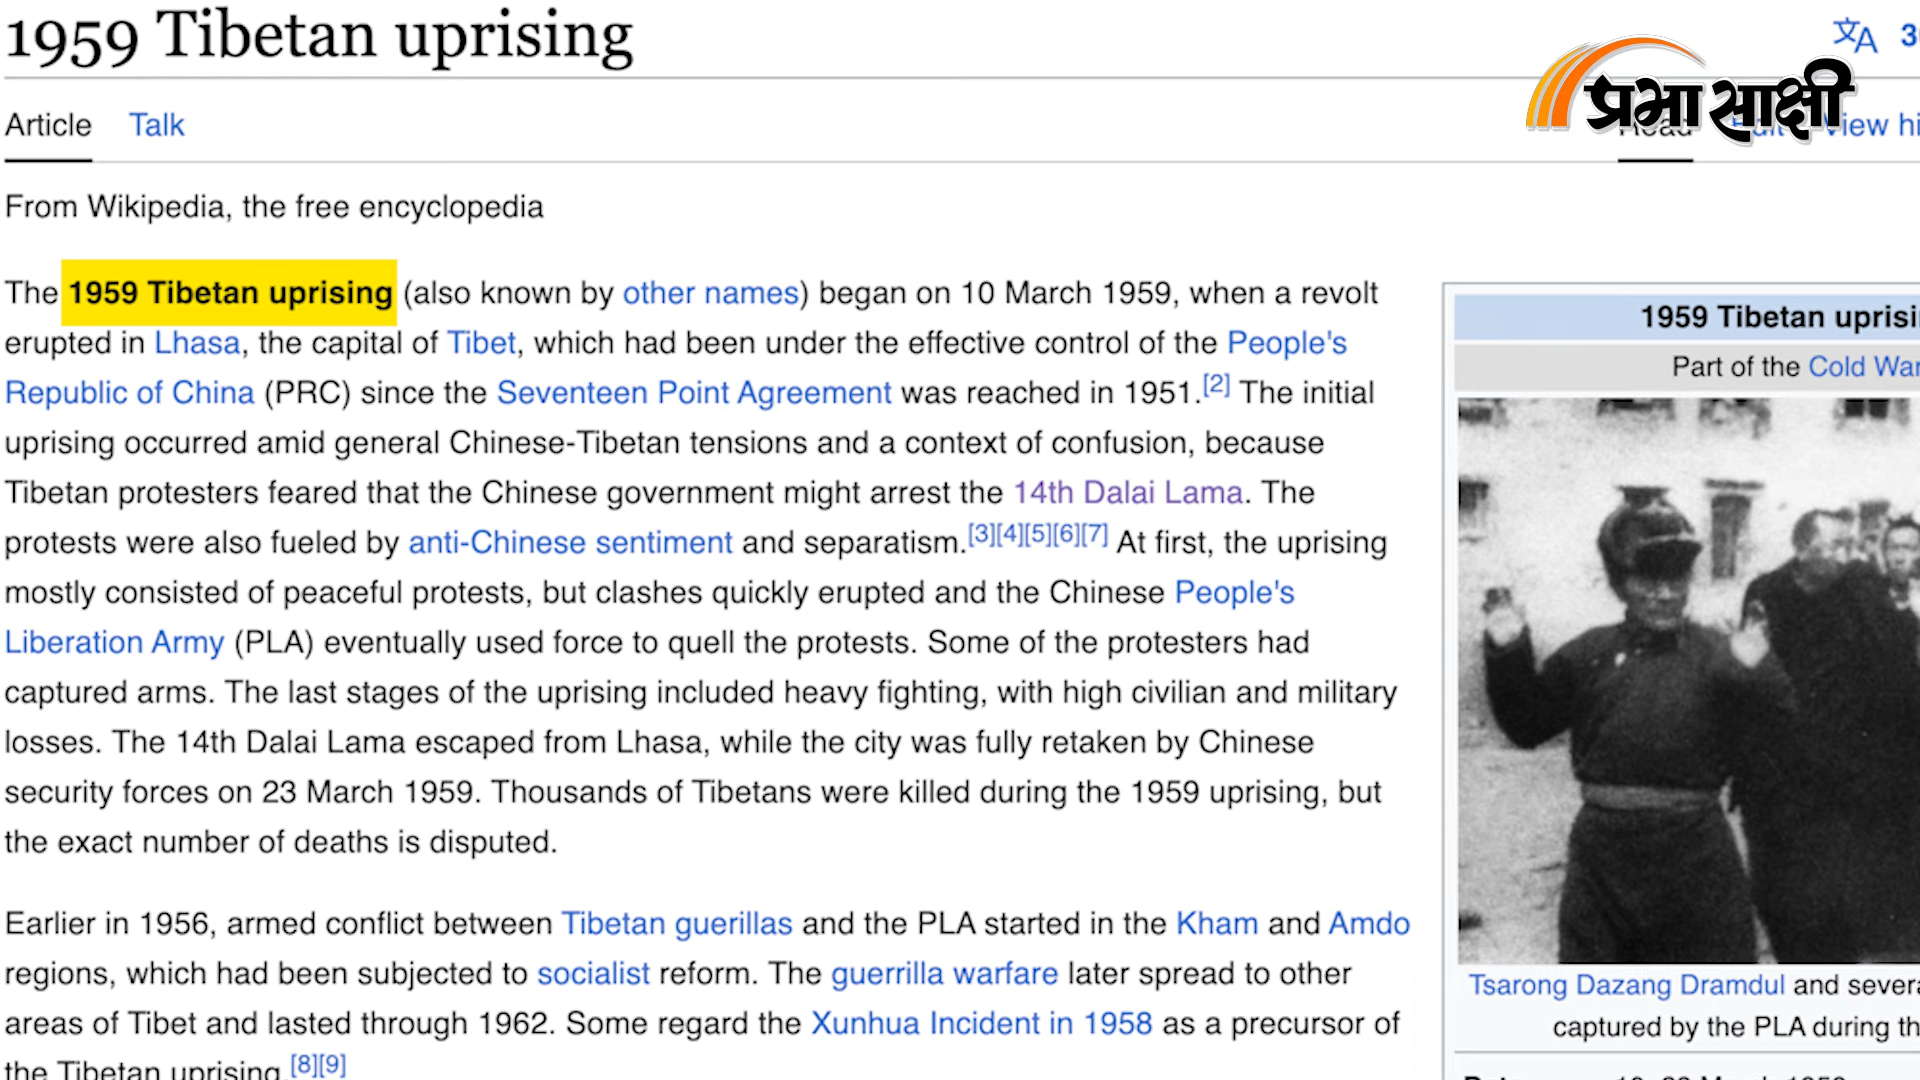 1959 Tibetan uprising
प्रभासाक्षी
Article Talk
Read Edit View hi
From Wikipedia, the free encyclopedia
The 1959 Tibetan uprising (also known by other names) began on 10 March 1959, when a revolt
erupted in Lhasa, the capital of Tibet, which had been under the effective control of the People's
Republic of China (PRC) since the Seventeen Point Agreement was reached in 1951.[2] The initial
uprising occurred amid general Chinese-Tibetan tensions and a context of confusion, because
Tibetan protesters feared that the Chinese government might arrest the 14th Dalai Lama. The
protests were also fueled by anti-Chinese sentiment and separatism.[3][4][5][6][7] At first, the uprising
mostly consisted of peaceful protests, but clashes quickly erupted and the Chinese People's
Liberation Army (PLA) eventually used force to quell the protests. Some of the protesters had
captured arms. The last stages of the uprising included heavy fighting, with high civilian and military
losses. The 14th Dalai Lama escaped from Lhasa, while the city was fully retaken by Chinese
security forces on 23 March 1959. Thousands of Tibetans were killed during the 1959 uprising, but
the exact number of deaths is disputed.
Earlier in 1956, armed conflict between Tibetan guerillas and the PLA started in the Kham and Amdo
regions, which had been subjected to socialist reform. The guerrilla warfare later spread to other
areas of Tibet and lasted through 1962. Some regard the Xunhua Incident in 1958 as a precursor of
the Tibetan uprising.[8][9]
1959 Tibetan uprisi
Part of the Cold War
Tsarong Dazang Dramdul and severa
captured by the PLA during th